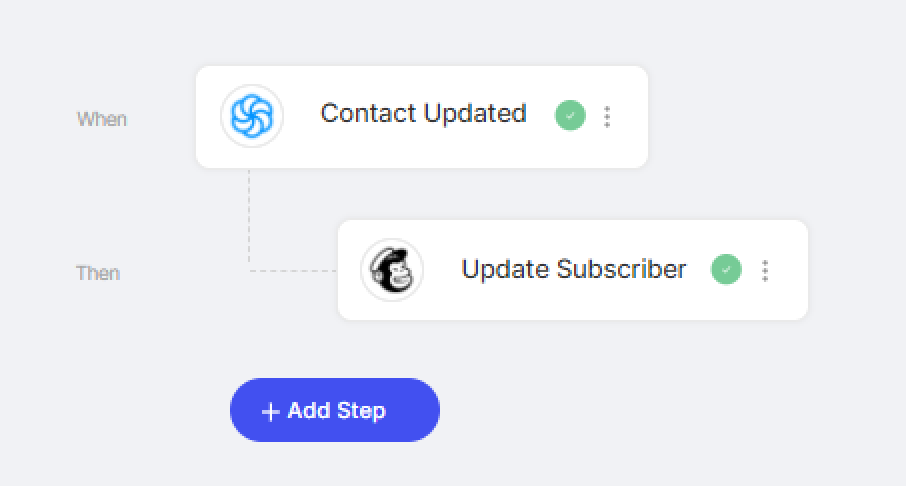 When
Contact Updated
Then
Update Subscriber
+ Add Step